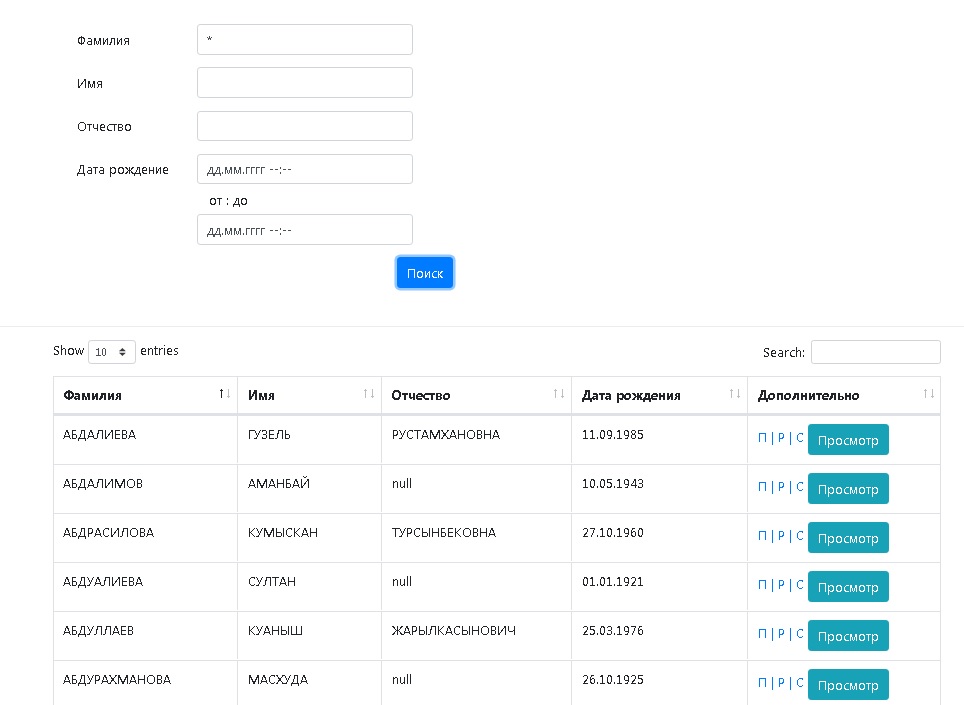 Фамилия *
Имя
Отчество
Дата рождение дд.мм.гггг --:--
от : до
дд.мм.гггг --:--
Поиск
Show 10 entries Search:
Фамилия Имя Отчество Дата рождения Дополнительно
АБДАЛИЕВА ГУЗЕЛЬ РУСТАМХАНОВНА 11.09.1985 П | Р | С Просмотр
АБДАЛИМОВ АМАНБАЙ null 10.05.1943 П | Р | С Просмотр
АБДРАСИЛОВА КУМЫСКАН ТУРСЫНБЕКОВНА 27.10.1960 П | Р | С Просмотр
АБДУАЛИЕВА СУЛТАН null 01.01.1921 П | Р | С Просмотр
АБДУЛЛАЕВ КУАНЫШ ЖАРЫЛКАСЫНОВИЧ 25.03.1976 П | Р | С Просмотр
АБДУРАХМАНОВА МАСХУДА null 26.10.1925 П | Р | С Просмотр